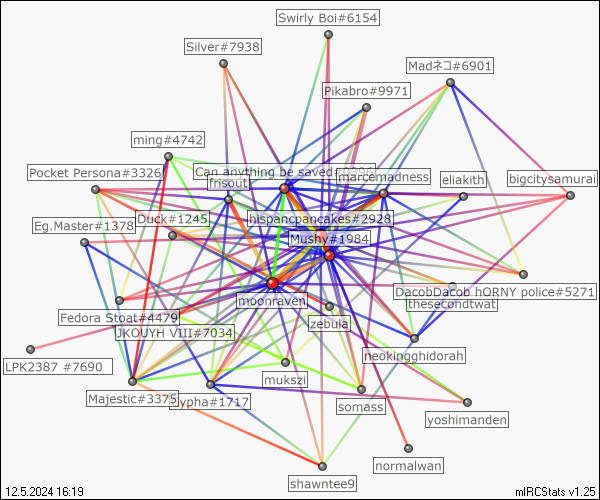 Swirly Boi#6154
Silver#7938
Madネコ#6901
Pikabro#9971
ming#4742
Can anything be saved
marcemadness
Pocket Persona#3326
frisout
eliakith
bigcitysamurai
Duck#1245
hispancpancakes#2928
Eg.Master#1378
Mushy#1984
DacobDacob hORNY police#5271
moonraven
thesecondtwat
Fedora Stoat#4479
zebula
JKOUYH VIII#7034
neokingghidorah
LPK2387 #7690
mukszi
Majestic#3375
Jypha#1717
somass
yoshimanden
normalwan
shawntee9
12.5.2024 16:19
mIRCStats v1.25